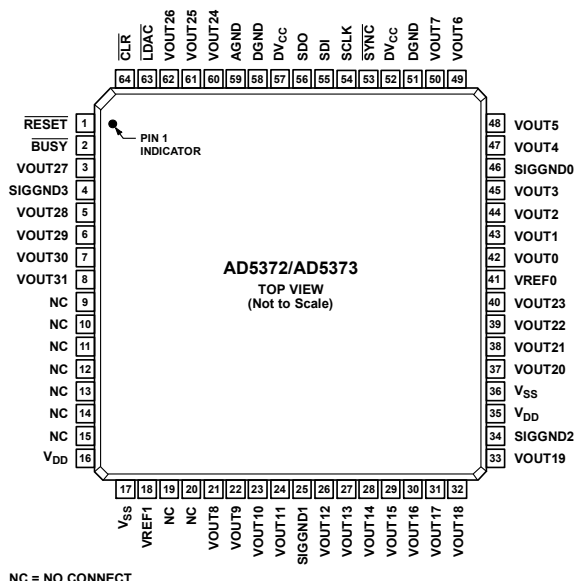 CLR
LDAC
VOUT26
VOUT25
VOUT24
AGND
DGND
DVCC
SDO
SDI
SCLK
SYNC
DVCC
DGND
VOUT7
VOUT6
64 63 62 61 60 59 58 57 56 55 54 53 52 51 50 49
RESET 1
BUSY 2
VOUT27 3
SIGGND3 4
VOUT28 5
VOUT29 6
VOUT30 7
VOUT31 8
NC 9
NC 10
NC 11
NC 12
NC 13
NC 14
NC 15
VDD 16
PIN 1
INDICATOR
AD5372/AD5373
TOP VIEW
(Not to Scale)
48 VOUT5
47 VOUT4
46 SIGGND0
45 VOUT3
44 VOUT2
43 VOUT1
42 VOUT0
41 VREF0
40 VOUT23
39 VOUT22
38 VOUT21
37 VOUT20
36 VSS
35 VDD
34 SIGGND2
33 VOUT19
17 18 19 20 21 22 23 24 25 26 27 28 29 30 31 32
VSS
VREF1
NC
NC
VOUT8
VOUT9
VOUT10
VOUT11
SIGGND1
VOUT12
VOUT13
VOUT14
VOUT15
VOUT16
VOUT17
VOUT18
NC = NO CONNECT